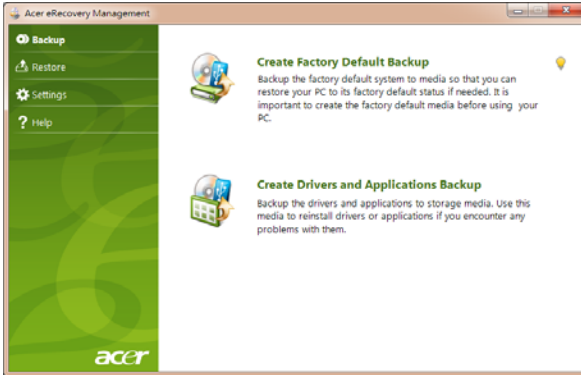 Acer eRecovery Management
Backup
Restore
Settings
Help
Create Factory Default Backup
Backup the factory default system to media so that you can
restore your PC to its factory default status if needed. It is
important to create the factory default media before using your
PC.
Create Drivers and Applications Backup
Backup the drivers and applications to storage media. Use this
media to reinstall drivers or applications if you encounter any
problems with them.
acer